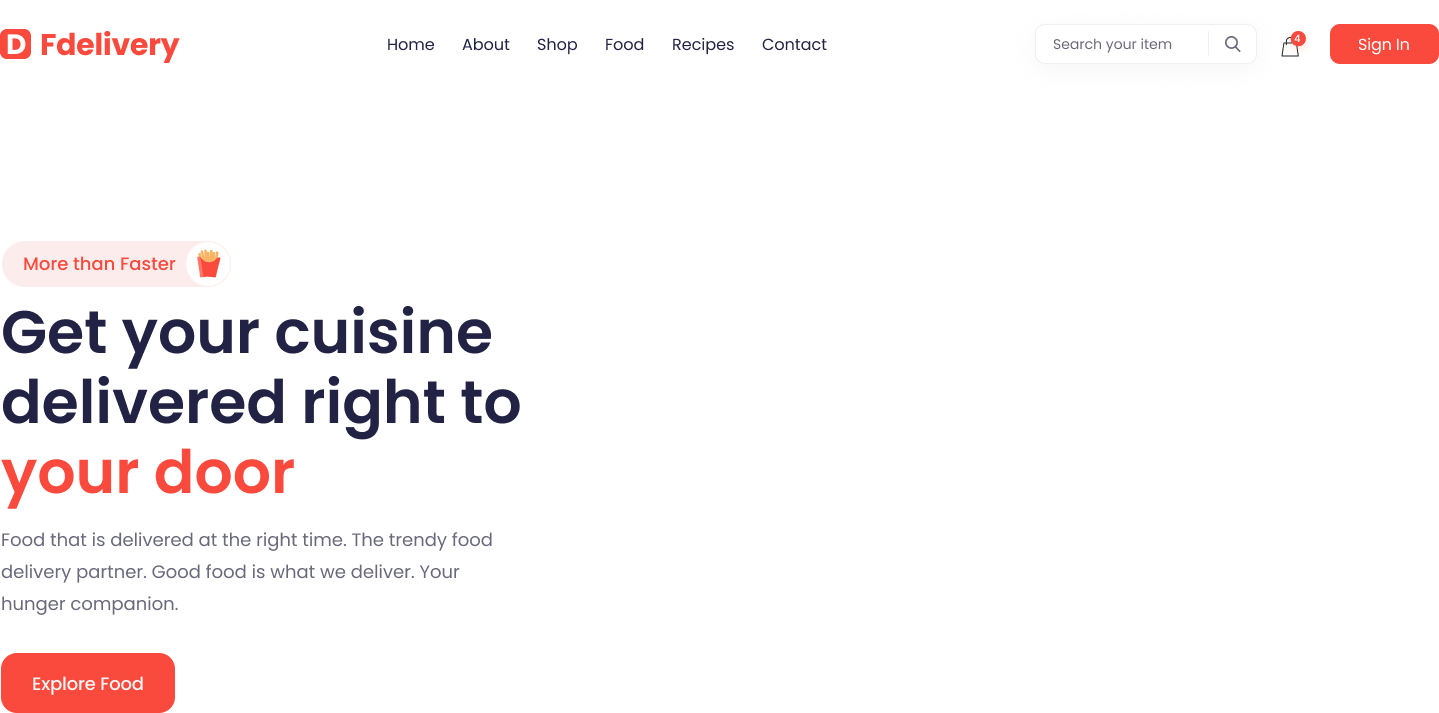 D Fdelivery
Home About Shop Food Recipes Contact
Search your item
4
Sign In
More than Faster
Get your cuisine
delivered right to
your door
Food that is delivered at the right time. The trendy food
delivery partner. Good food is what we deliver. Your
hunger companion.
Explore Food